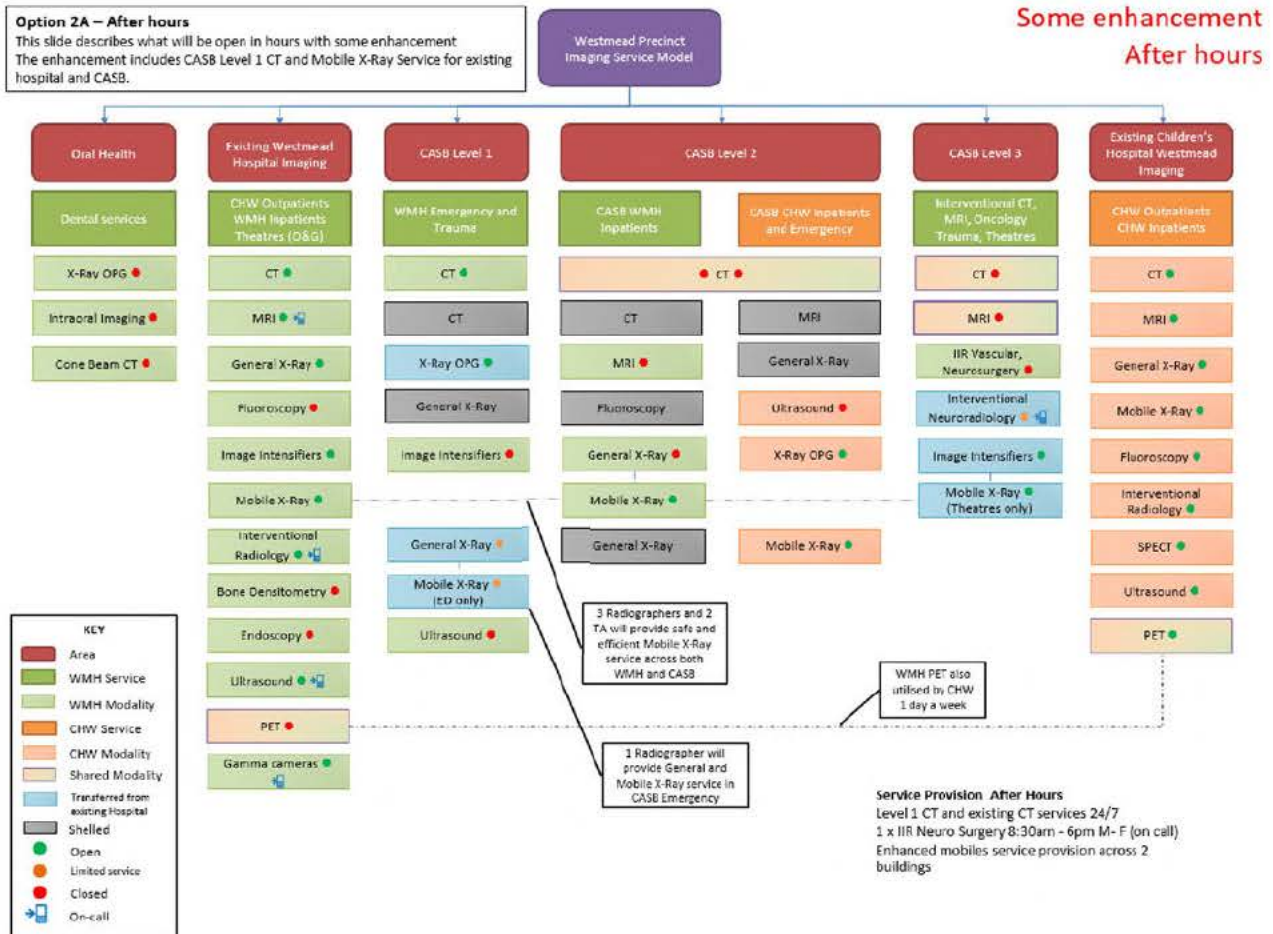 Option 2A – After hours
This slide describes what will be open in hours with some enhancement
The enhancement includes CASB Level 1 CT and Mobile X-Ray Service for existing
hospital and CASB.
Some enhancement
After hours
Westmead Precinct
Imaging Service Model
Oral Health
Dental services
X-Ray OPG
Intraoral Imaging
Cone Beam CT
Existing Westmead
Hospital Imaging
CHW Outpatients
WMH Inpatients
Theatres (O&G)
CT
MRI
General X-Ray
Fluoroscopy
Image Intensifiers
Mobile X-Ray
Interventional
Radiology
Bone Densitometry
Endoscopy
Ultrasound
PET
Gamma cameras
CASB Level 1
WMH Emergency and
Trauma
CT
CT
X-Ray OPG
General X-Ray
Image Intensifiers
General X-Ray
Mobile X-Ray
(ED only)
Ultrasound
CASB Level 2
CASB WMH
Inpatients
CASB CHW Inpatients
and Emergency
CT
CT
MRI
Fluoroscopy
General X-Ray
Mobile X-Ray
General X-Ray
MRI
General X-Ray
Ultrasound
X-Ray OPG
Mobile X-Ray
CASB Level 3
Interventional CT,
MRI, Oncology
Trauma, Theatres
CT
MRI
IIR Vascular,
Neurosurgery
Interventional
Neuroradiology
Image Intensifiers
Mobile X-Ray
(Theatres only)
Existing Children's
Hospital Westmead
Imaging
CHW Outpatients
CHW Inpatients
CT
MRI
General X-Ray
Mobile X-Ray
Fluoroscopy
Interventional
Radiology
SPECT
Ultrasound
PET
3 Radiographers and 2
TA will provide safe and
efficient Mobile X-Ray
service across both
WMH and CASB
WMH PET also
utilised by CHW
1 day a week
1 Radiographer will
provide General and
Mobile X-Ray service in
CASB Emergency
KEY
Area
WMH Service
WMH Modality
CHW Service
CHW Modality
Shared Modality
Transferred from
existing Hospital
Shelled
Open
Limited service
Closed
On-call
Service Provision After Hours
Level 1 CT and existing CT services 24/7
1 x IIR Neuro Surgery 8:30am - 6pm M- F (on call)
Enhanced mobiles service provision across 2
buildings